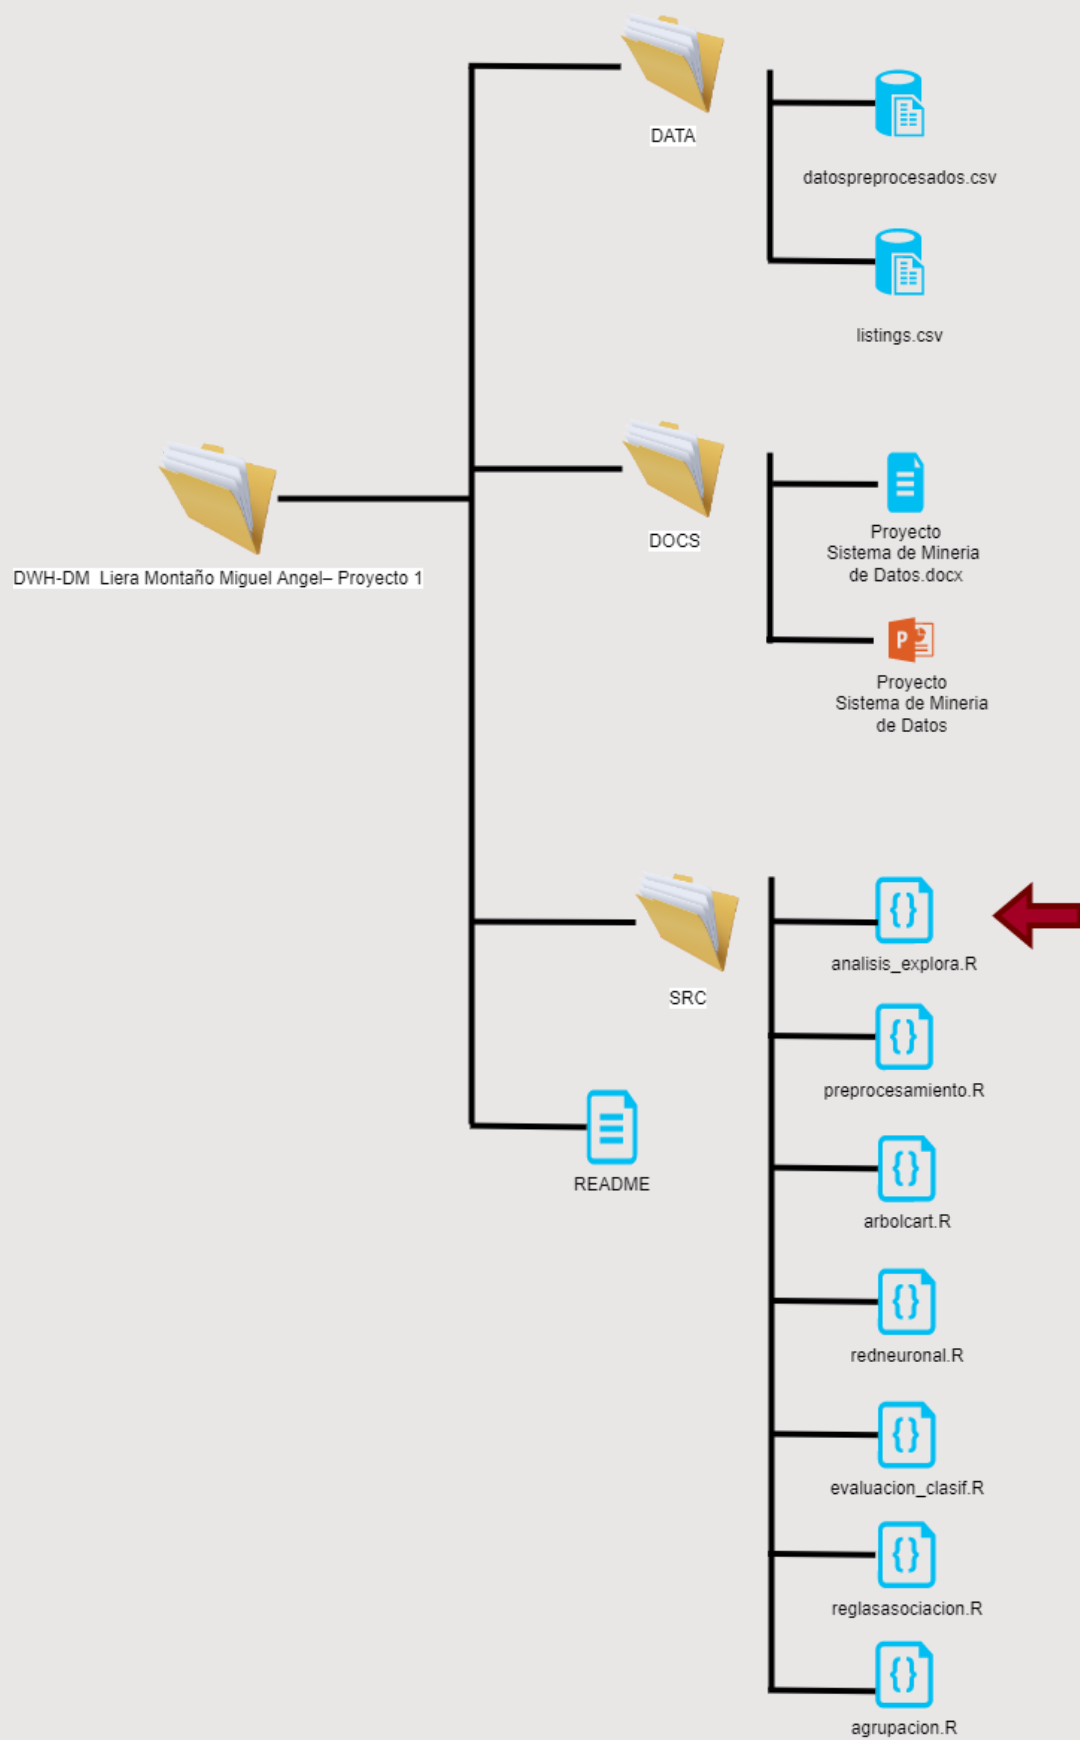 DATA
datospreprocesados.csv
listings.csv
DWH-DM  Liera Montaño Miguel Angel– Proyecto 1
DOCS
Proyecto
Sistema de Mineria
de Datos.docx
P
Proyecto
Sistema de Mineria
de Datos
SRC
{}
analisis_explora.R
{}
preprocesamiento.R
{}
arbolcart.R
{}
redneuronal.R
{}
evaluacion_clasif.R
{}
reglasasociacion.R
{}
agrupacion.R
README